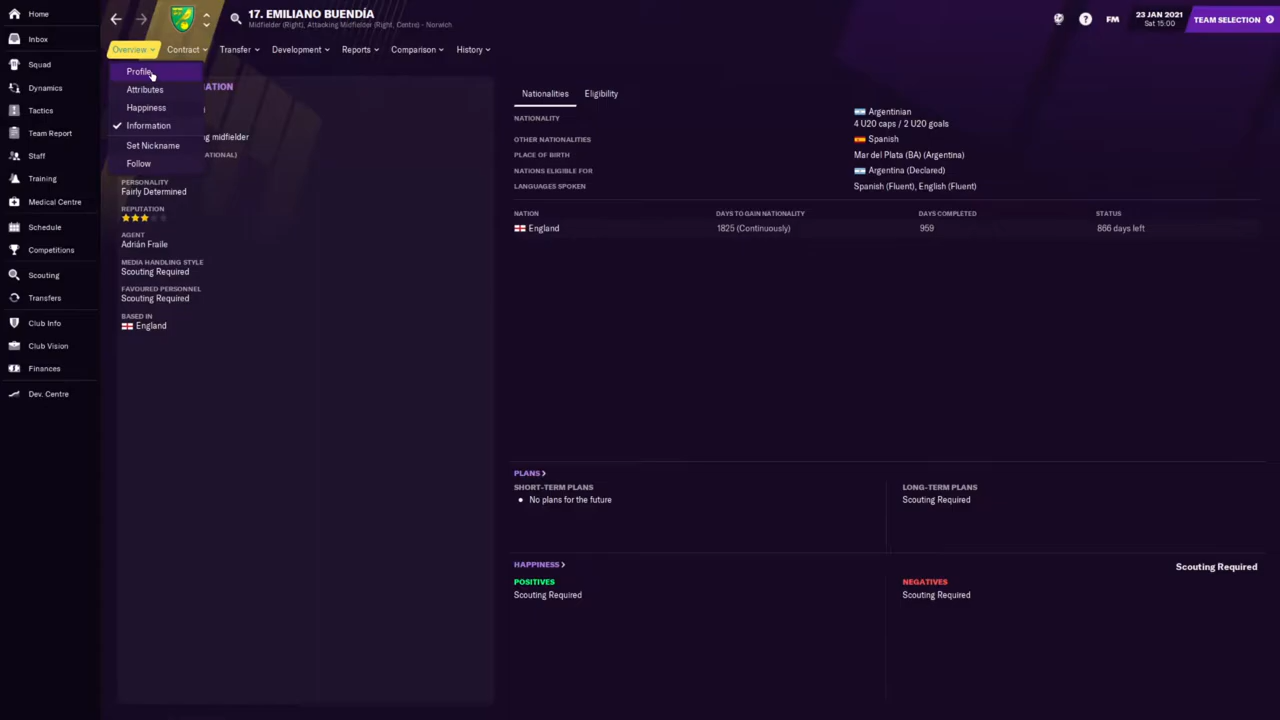 Home
Inbox
Squad
Dynamics
Tactics
Team Report
Staff
Training
Medical Centre
Schedule
Competitions
Scouting
Transfers
Club Info
Club Vision
Finances
Dev. Centre
17. EMILIANO BUENDÍA
Midfielder (Right), Attacking Midfielder (Right, Centre) - Norwich
FM
23 JAN 2021
Sat 15:00
TEAM SELECTION
Overview
Contract
Transfer
Development
Reports
Comparison
History
Profile
Attributes
Happiness
Information
Set Nickname
Follow
ATION
ng midfielder
ATIONAL)
PERSONALITY
Fairly Determined
REPUTATION
AGENT
Adrián Fraile
MEDIA HANDLING STYLE
Scouting Required
FAVOURED PERSONNEL
Scouting Required
BASED IN
England
Nationalities Eligibility
NATIONALITY Argentinian
4 U20 caps / 2 U20 goals
OTHER NATIONALITIES Spanish
PLACE OF BIRTH Mar del Plata (BA) (Argentina)
NATIONS ELIGIBLE FOR Argentina (Declared)
LANGUAGES SPOKEN Spanish (Fluent), English (Fluent)
NATION DAYS TO GAIN NATIONALITY DAYS COMPLETED STATUS
England 1825 (Continuously) 959 866 days left
PLANS
SHORT-TERM PLANS
No plans for the future
LONG-TERM PLANS
Scouting Required
HAPPINESS
Scouting Required
POSITIVES
Scouting Required
NEGATIVES
Scouting Required